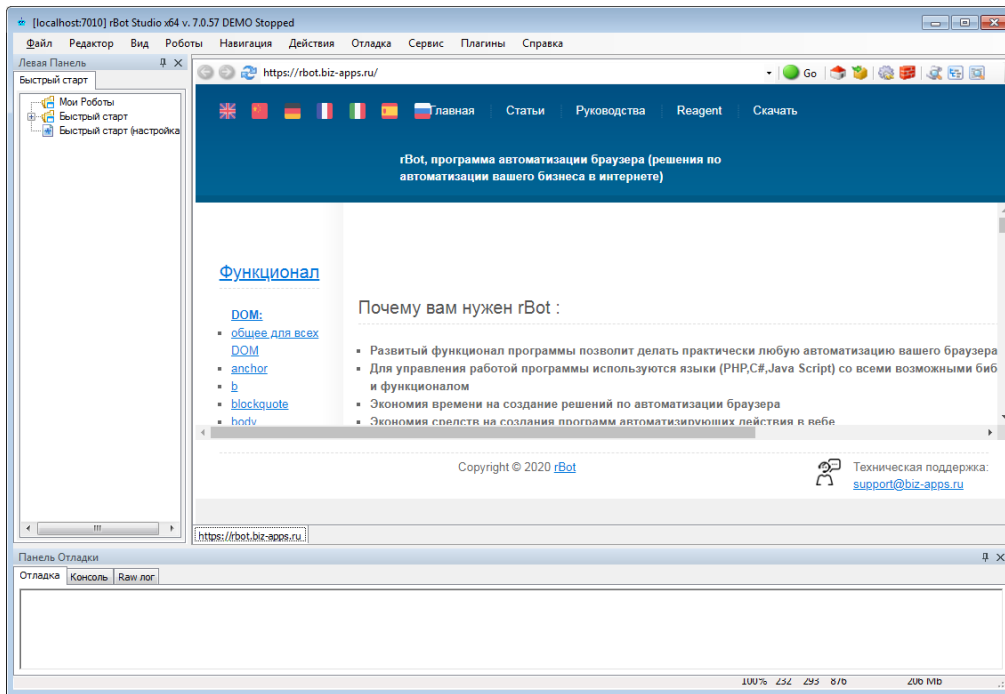 [localhost:7010] rBot Studio x64 v. 7.0.57 DEMO Stopped
Файл Редактор Вид Роботы Навигация Действия Отладка Сервис Плагины Справка
Левая Панель
Быстрый старт
Мои Роботы
Быстрый старт
Быстрый старт (настройка
https://rbot.biz-apps.ru/
Go
Главная Статьи Руководства Reagent Скачать
rBot, программа автоматизации браузера (решения по
автоматизации вашего бизнеса в интернете)
Функционал
DOM:
общее для всех
DOM
anchor
b
blockquote
body
Почему вам нужен rBot :
Развитый функционал программы позволит делать практически любую автоматизацию вашего браузера
Для управления работой программы используются языки (PHP,C#,Java Script) со всеми возможными биб
и функционалом
Экономия времени на создание решений по автоматизации браузера
Экономия средств на создания программ автоматизирующих действия в вебе
Copyright © 2020 rBot
Техническая поддержка:
support@biz-apps.ru
https://rbot.biz-apps.ru
Панель Отладки
Отладка Консоль Raw лог
100% 232 293 876 206 Mb